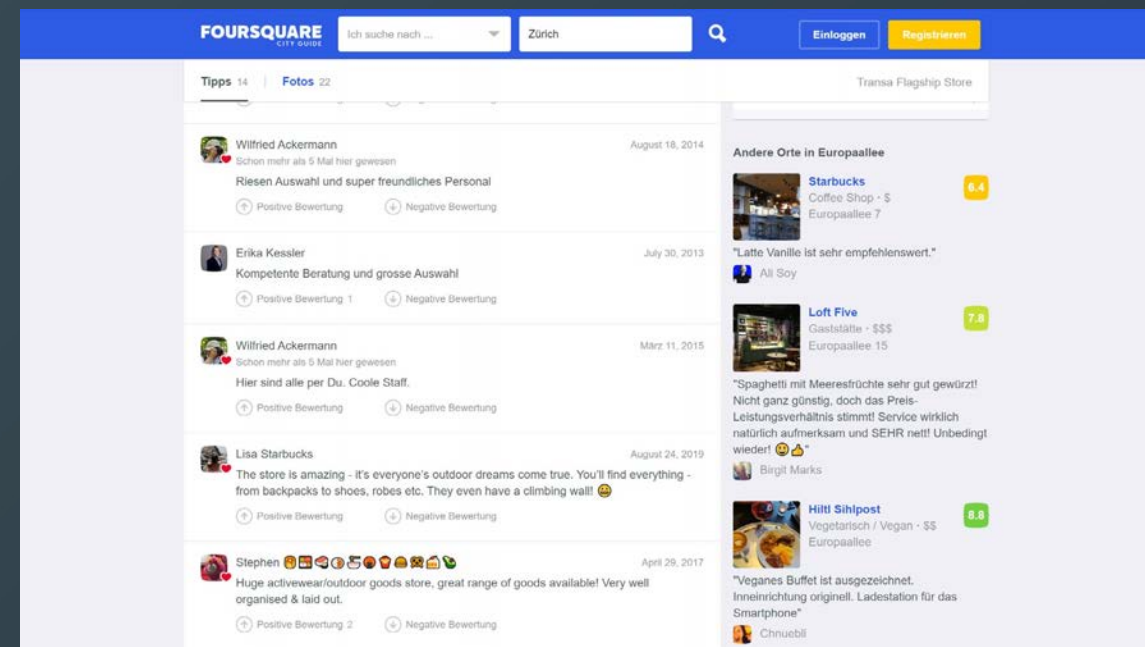 FOURSQUARE
CITY GUIDE
Ich suche nach ...
Zürich
Einloggen
Registrieren
Tipps 14
Fotos 22
Transa Flagship Store
Wilfried Ackermann
August 18, 2014
Schon mehr als 5 Mal hier gewesen
Riesen Auswahl und super freundliches Personal
Positive Bewertung
Negative Bewertung
Erika Kessler
July 30, 2013
Kompetente Beratung und grosse Auswahl
Positive Bewertung 1
Negative Bewertung
Wilfried Ackermann
März 11, 2015
Schon mehr als 5 Mal hier gewesen
Hier sind alle per Du. Coole Staff.
Positive Bewertung
Negative Bewertung
Lisa Starbucks
August 24, 2019
The store is amazing - it's everyone's outdoor dreams come true. You'll find everything -
from backpacks to shoes, robes etc. They even have a climbing wall!
Positive Bewertung
Negative Bewertung
Stephen
April 29, 2017
Huge activewear/outdoor goods store, great range of goods available! Very well
organised & laid out.
Positive Bewertung 2
Negative Bewertung
Andere Orte in Europaallee
Starbucks
6.4
Coffee Shop · $
Europaallee 7
"Latte Vanille ist sehr empfehlenswert."
Ali Soy
Loft Five
7.8
Gaststätte · $$$
Europaallee 15
"Spaghetti mit Meeresfrüchte sehr gut gewürzt!
Nicht ganz günstig, doch das Preis-
Leistungsverhältnis stimmt! Service wirklich
natürlich aufmerksam und SEHR nett! Unbedingt
wieder! 
Birgit Marks
Hiltl Sihlpost
8.8
Vegetarisch / Vegan · $$
Europaallee
"Veganes Buffet ist ausgezeichnet.
Inneinrichtung originell. Ladestation für das
Smartphone"
Chnuebli